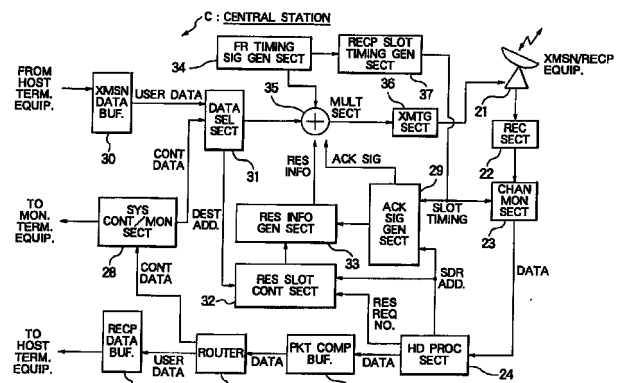 C : CENTRAL STATION
FR TIMING
SIG GEN SECT
34
RECP SLOT
TIMING GEN
SECT
37
XMSN/RECP
EQUIP.
21
FROM
HOST
TERM.
EQUIP.
XMSN
DATA
BUF.
30
USER DATA
DATA
SEL
SECT
31
35
MULT
SECT
36
XMTG
SECT
REC
SECT
22
CONT
DATA
RES
INFO
ACK SIG
29
ACK
SIG
GEN
SECT
SLOT
TIMING
CHAN
MON
SECT
23
TO
MON.
TERM.
EQUIP.
SYS
CONT/MON
SECT
28
DEST
ADD.
RES INFO
GEN SECT
33
CONT
DATA
RES SLOT
CONT SECT
32
RES
REQ
NO.
SDR
ADD.
DATA
TO
HOST
TERM.
EQUIP.
RECP
DATA
BUF.
USER
DATA
ROUTER
DATA
PKT COMP
BUF.
DATA
HD PROC
SECT
24